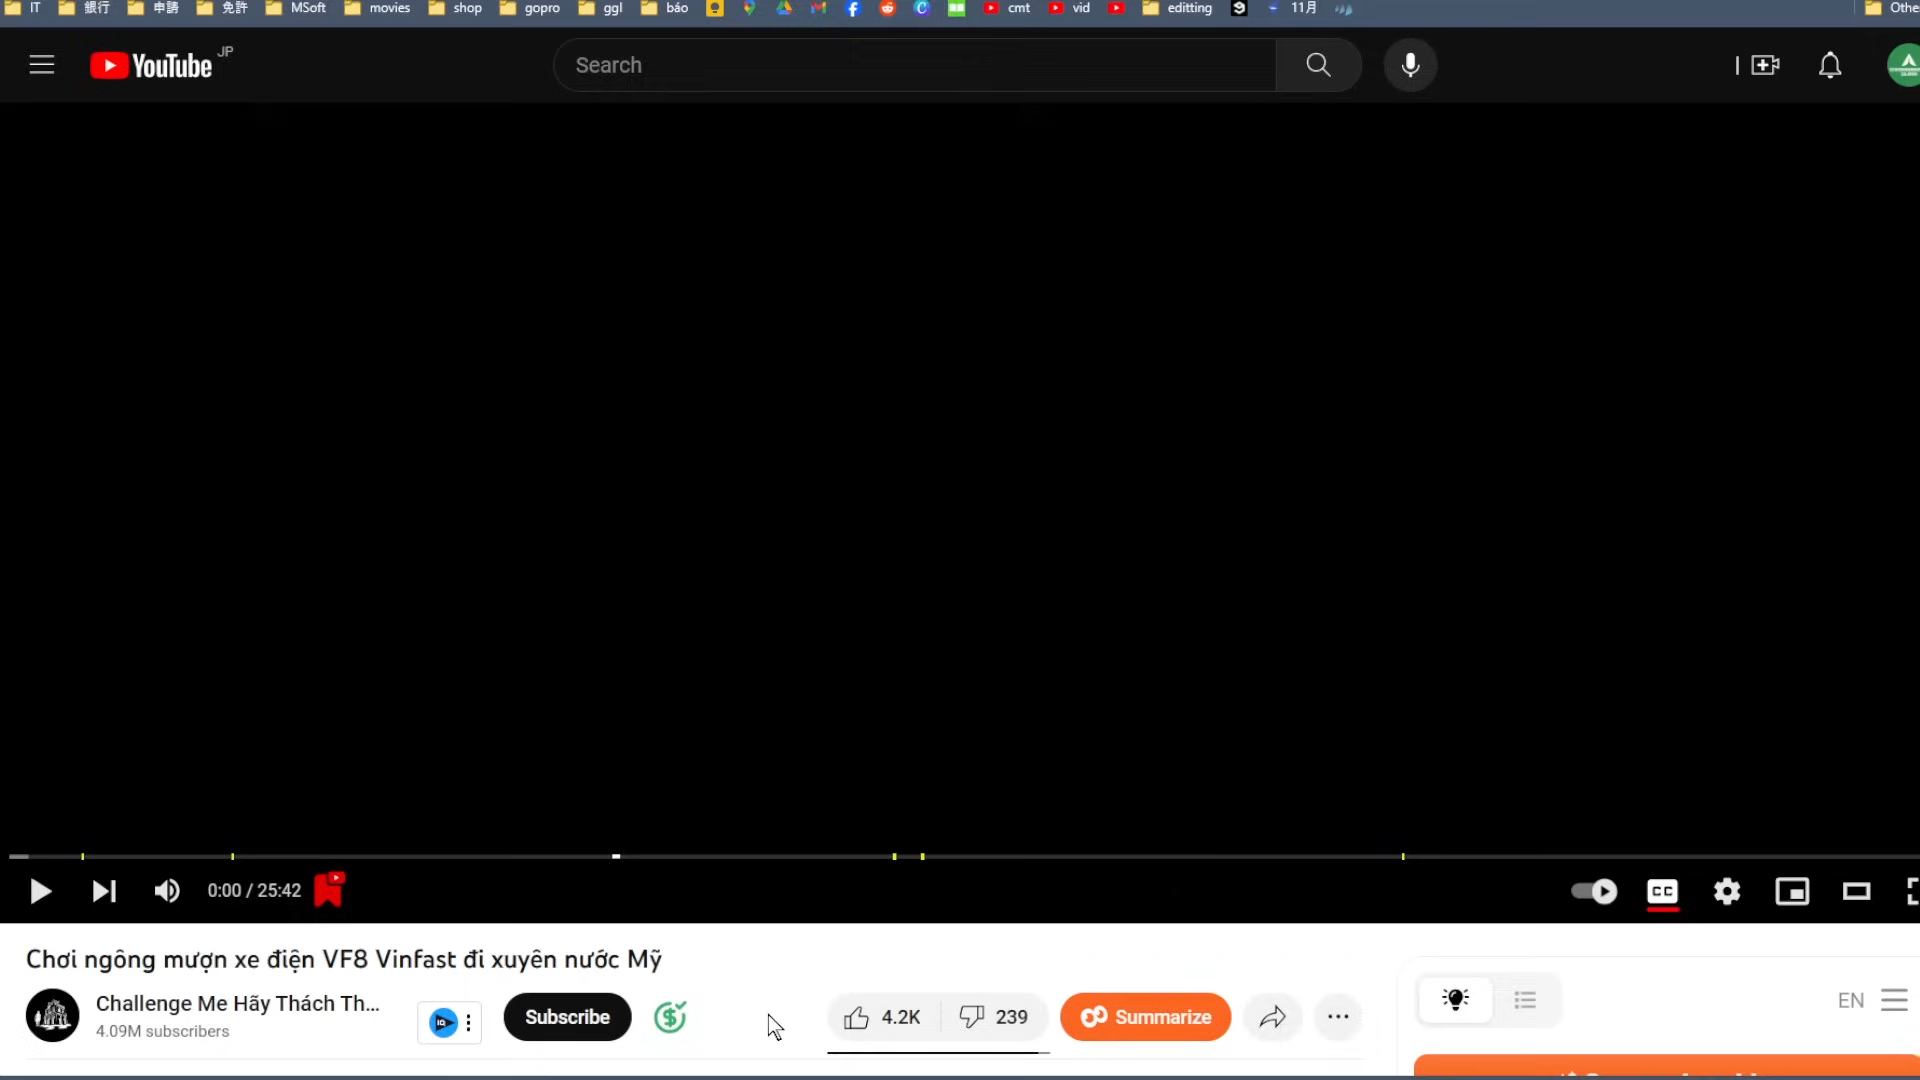 IT 銀行 申請 免許 MSoft movies shop gopro ggl báo cmt vid editting 11月
YouTube JP
Search
0:00 / 25:42
CC
Chơi ngông mượn xe điện VF8 Vinfast đi xuyên nước Mỹ
Challenge Me Hãy Thách Th...
4.09M subscribers
Subscribe
4.2K
239
Summarize
EN